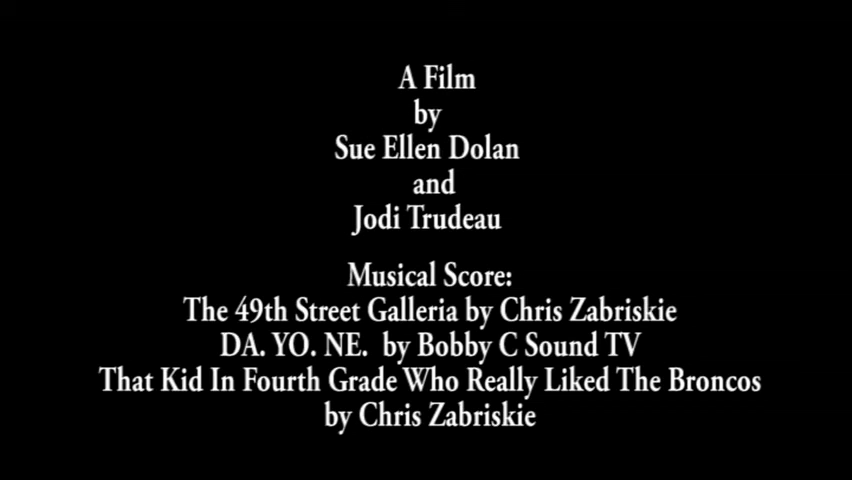 A Film
by
Sue Ellen Dolan
and
Jodi Trudeau
Musical Score:
The 49th Street Galleria by Chris Zabriskie
DA. YO. NE.  by Bobby C Sound TV
That Kid In Fourth Grade Who Really Liked The Broncos
by Chris Zabriskie